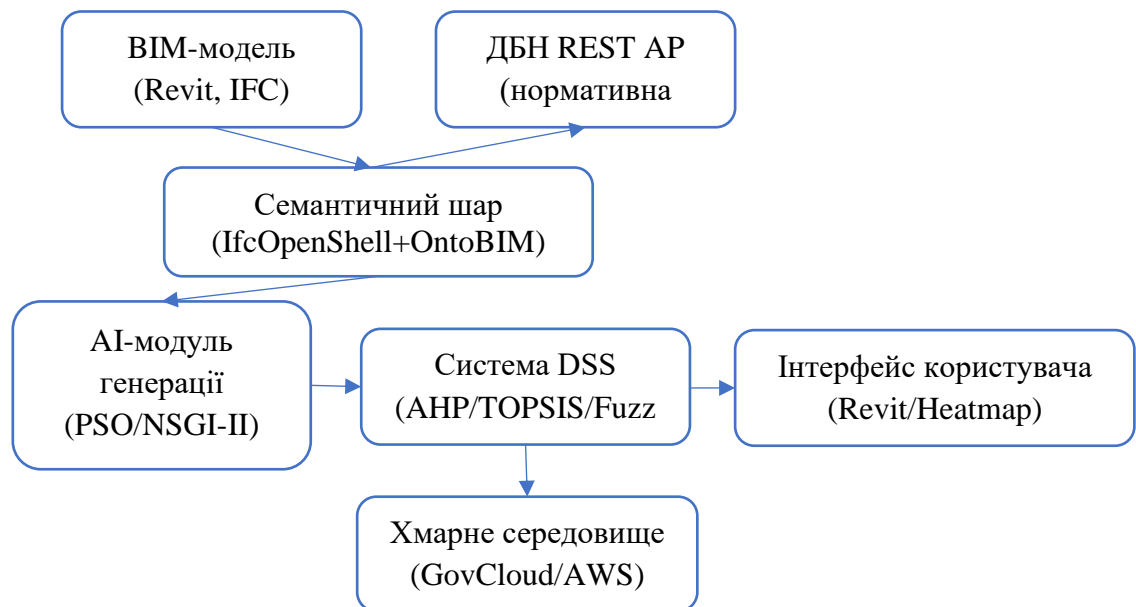 BIM-модель
(Revit, IFC)
ДБН REST AP
(нормативна
Семантичний шар
(IfcOpenShell+OntoBIM)
AI-модуль
генерації
(PSO/NSGI-II)
Система DSS
(AHP/TOPSIS/Fuzz
Інтерфейс користувача
(Revit/Heatmap)
Хмарне середовище
(GovCloud/AWS)